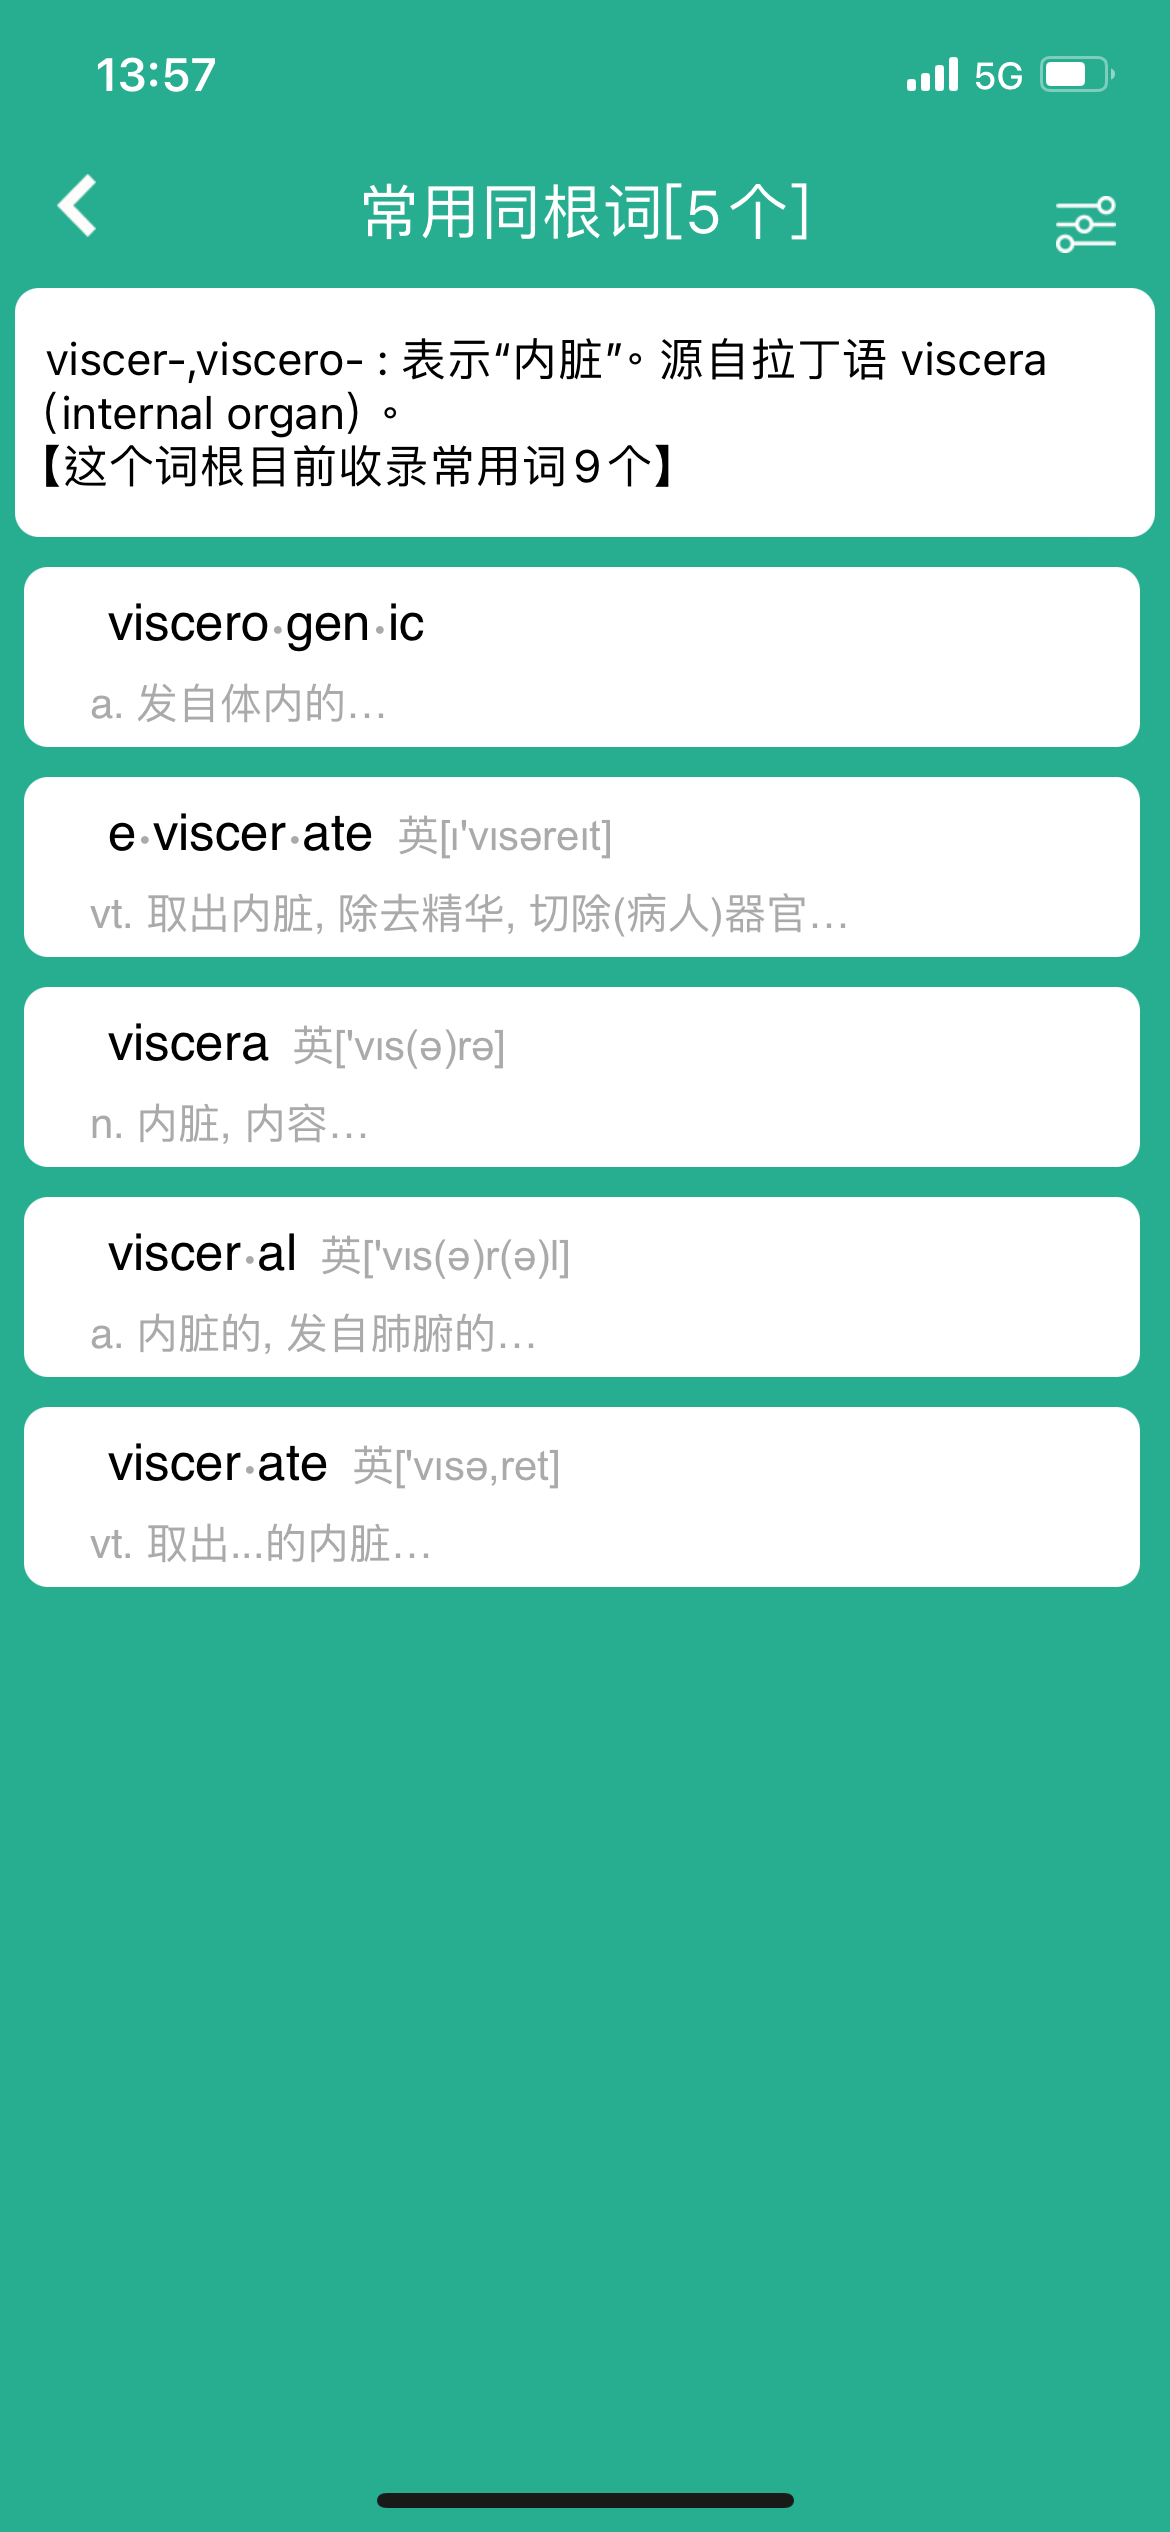 13:57 5G
常用同根词[5个]
viscer-,viscero- : 表示“内脏”。源自拉丁语 viscera
(internal organ) 。
【这个词根目前收录常用词9个】
viscero·gen·ic
a. 发自体内的...
e·viscer·ate 英[ɪ'vɪsəreɪt]
vt. 取出内脏, 除去精华, 切除(病人)器官...
viscera 英['vɪs(ə)rə]
n. 内脏, 内容...
viscer·al 英['vɪs(ə)r(ə)l]
a. 内脏的, 发自肺腑的...
viscer·ate 英['vɪsə,ret]
vt. 取出...的内脏...